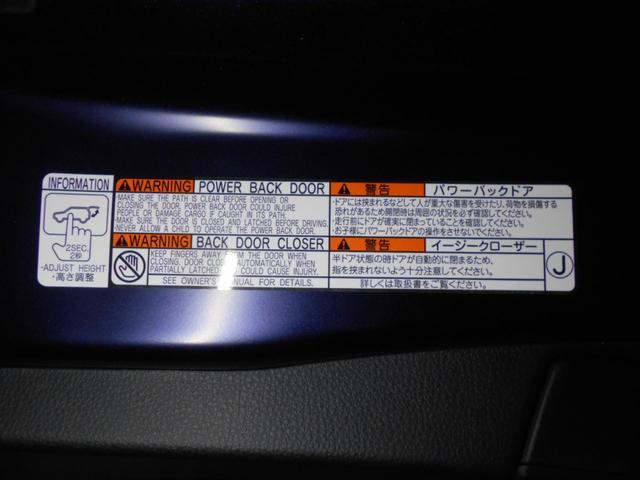 INFORMATION
2SEC.
2秒
·ADJUST HEIGHT
·高さ調整
WARNING POWER BACK DOOR
·MAKE SURE THE PATH IS CLEAR BEFORE OPENING OR
CLOSING THE DOOR. POWER BACK DOOR COULD INJURE
PEOPLE OR DAMAGE CARGO IF CAUGHT IN ITS PATH.
·MAKE SURE THE DOOR IS CLOSED AND LATCHED BEFORE DRIVING.
·NEVER ALLOW A CHILD TO OPERATE THE POWER BACK DOOR.
WARNING BACK DOOR CLOSER
KEEP FINGERS AWAY FROM THE DOOR WHEN
CLOSING. DOOR CLOSES AUTOMATICALLY WHEN
PARTIALLY LATCHED AND COULD CAUSE INJURY.
SEE OWNER'S MANUAL FOR DETAILS.
警告 パワーバックドア
·ドアには挟まれるなどして人が重大な傷害を受けたり、荷物を損傷する
恐れがあるため開閉時は周囲の状況を必ず確認してください。
·走行前にドアが確実に閉まっていることを確認してください。
·お子様にパワーバックドアの操作をさせないでください。
警告 イージークローザー
半ドア状態の時ドアが自動的に閉まるため、
指を挟まれないよう十分注意してください。
詳しくは取扱書をご覧ください。
J